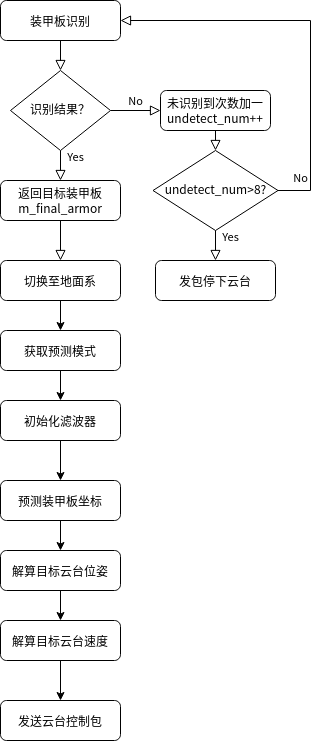 装甲板识别
识别结果?
No
未识别到次数加一
undetect_num++
Yes
返回目标装甲板
m_final_armor
undetect_num>8?
No
Yes
切换至地面系
发包停下云台
获取预测模式
初始化滤波器
预测装甲板坐标
解算目标云台位姿
解算目标云台速度
发送云台控制包